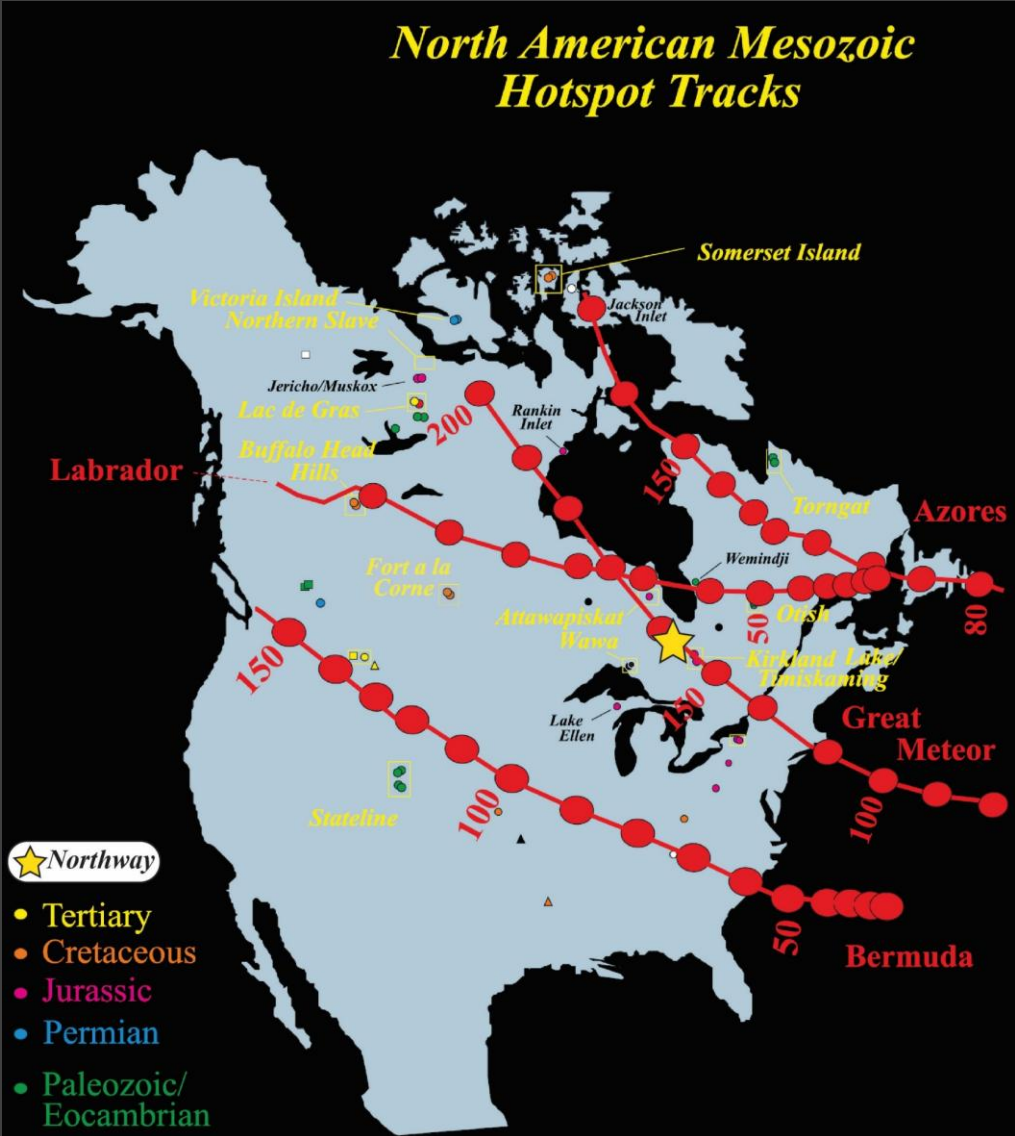 North American Mesozoic
Hotspot Tracks
Somerset Island
Victoria Island
Northern Slave
Jackson
Inlet
Jericho/Muskox
Lac de Gras
200
Rankin
Inlet
Buffalo Head
Hills
Labrador
150
Torngat
Azores
Wemindji
Fort a la
Corne
Attawapiskat
Wawa
50
Otish
80
150
Kirkland Lake/
Timiskaming
150
Lake
Ellen
Great
Meteor
100
100
Stateline
Northway
Tertiary
Cretaceous
Jurassic
Permian
Paleozoic/
Eocambrian
50
Bermuda